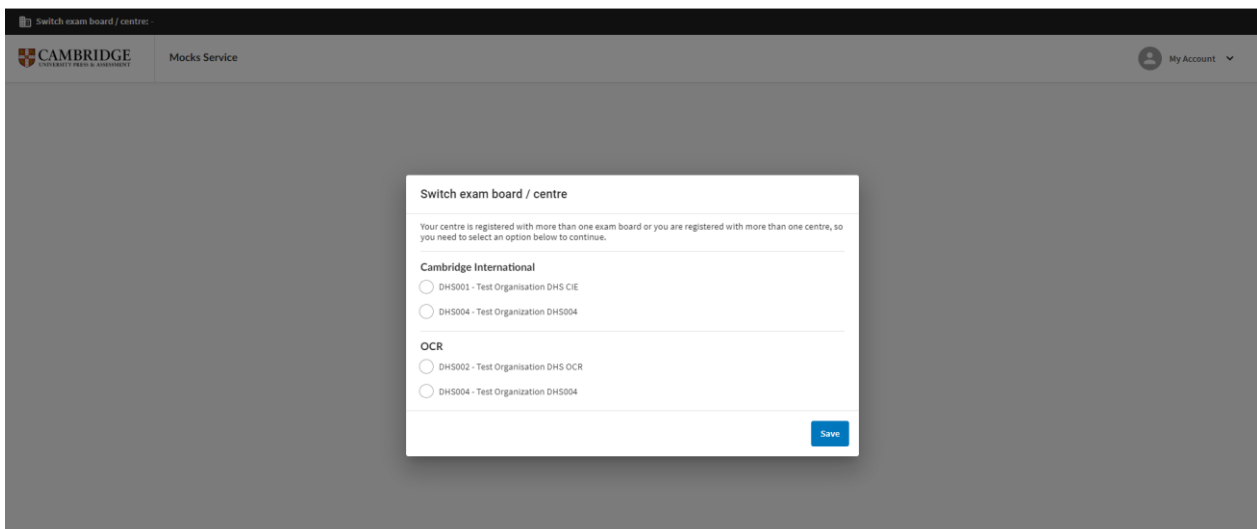 Switch exam board / centre: -
CAMBRIDGE
UNIVERSITY PRESS & ASSESSMENT
Mocks Service
My Account
Switch exam board / centre
Your centre is registered with more than one exam board or you are registered with more than one centre, so
you need to select an option below to continue.
Cambridge International
DHS001 - Test Organisation DHS CIE
DHS004 - Test Organization DHS004
OCR
DHS002 - Test Organisation DHS OCR
DHS004 - Test Organization DHS004
Save